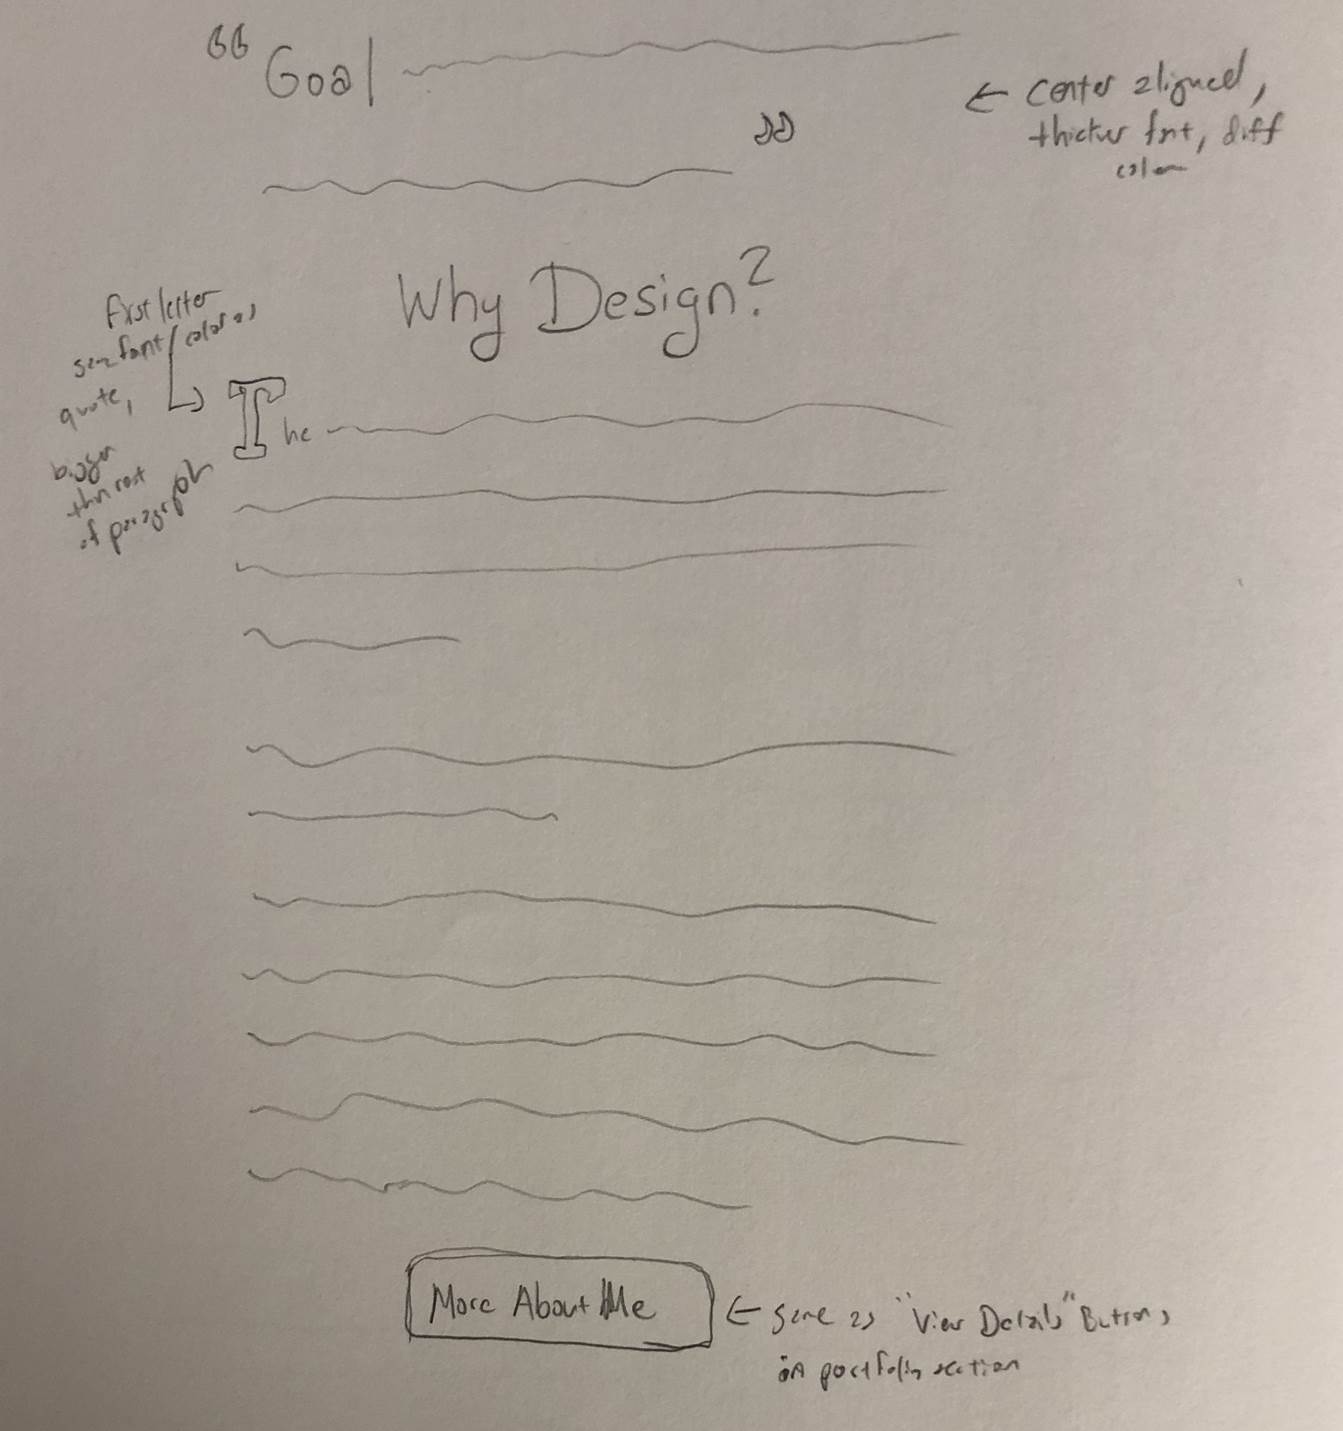 “ Goal
”
← center aligned,
thicker font, diff
color
Why Design?
first letter
same font/color as
quote,
bigger
than rest
of paragraph
The
More About Me
← same as "View Details" Buttons
in portfolio section